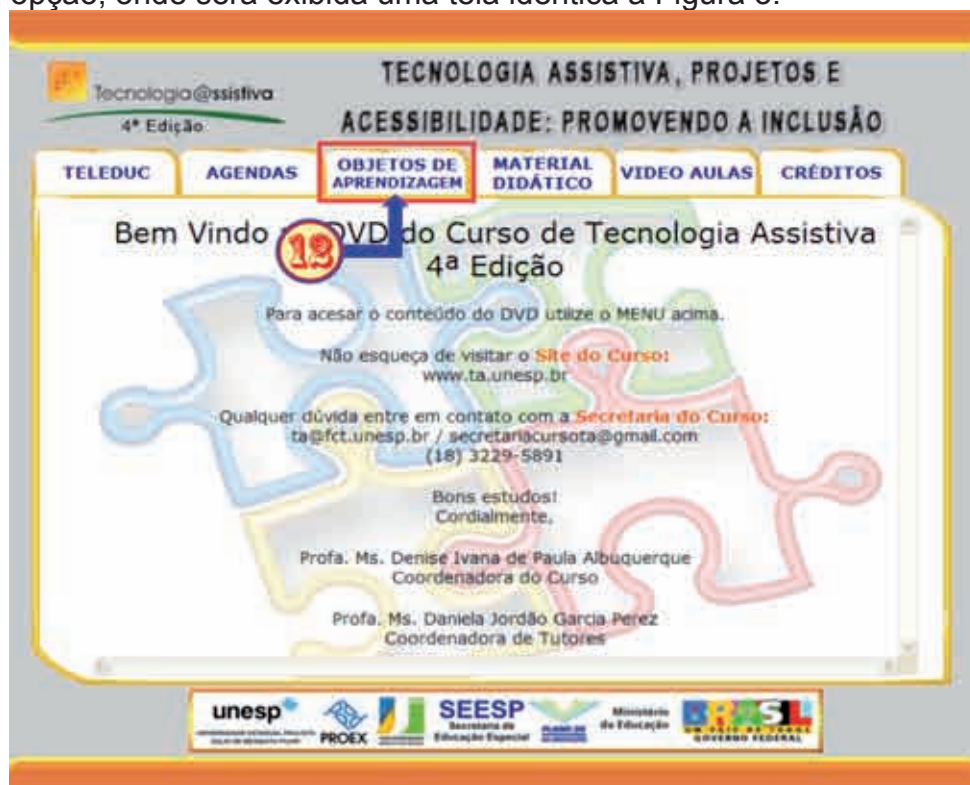 opção, onde será exibida uma tela idêntica à Figura
Tecnologia@ssistiva
4ª Edição
TECNOLOGIA ASSISTIVA, PROJETOS E
ACESSIBILIDADE: PROMOVENDO A INCLUSÃO
TELEDUC
AGENDAS
OBJETOS DE
APRENDIZAGEM
MATERIAL
DIDÁTICO
VIDEO AULAS
CRÉDITOS
12
Bem Vindo DVD do Curso de Tecnologia Assistiva
4ª Edição
Para acesar o conteúdo do DVD utilize o MENU acima.
Não esqueça de visitar o Site do Curso:
www.ta.unesp.br
Qualquer dúvida entre em contato com a Secretaria do Curso:
ta@fct.unesp.br / secretariacursota@gmail.com
(18) 3229-5891
Bons estudos!
Cordialmente,
Profa. Ms. Denise Ivana de Paula Albuquerque
Coordenadora do Curso
Profa. Ms. Daniela Jordão Garcia Perez
Coordenadora de Tutores
unesp
PROEX
SEESP
Secretaria de
Educação Especial
Ministério
da Educação
BRASIL
UM PAÍS DE TODOS
GOVERNO FEDERAL